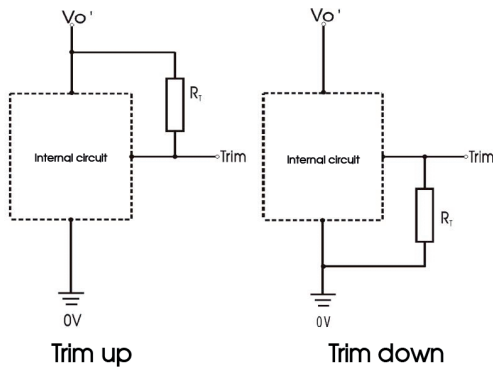 Vo'
RT
Internal circuit
Trim
0V
Trim up
Vo'
Internal circuit
Trim
RT
0V
Trim down